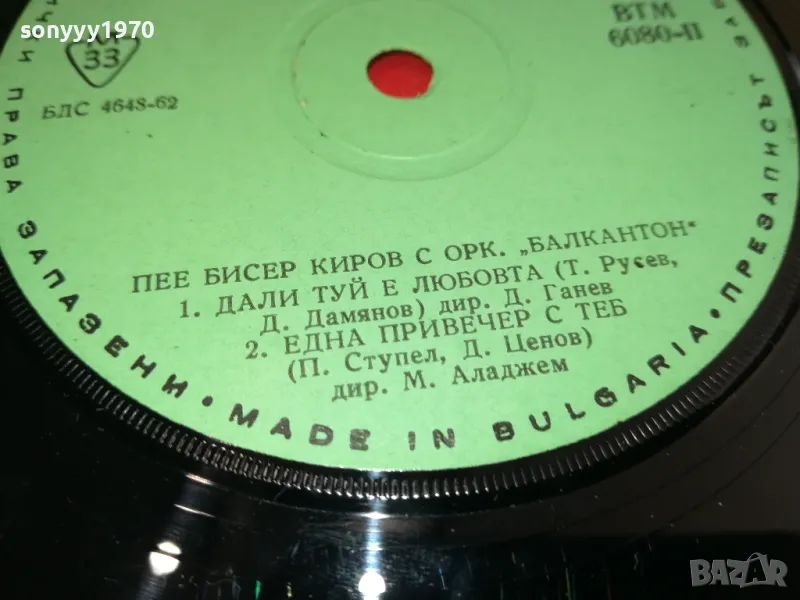 sonyyy1970
33
ВТМ
6080-II
БДС 4648-62
ПЕЕ БИСЕР КИРОВ С ОРК. „БАЛКАНТОН"
1. ДАЛИ ТУЙ Е ЛЮБОВТА (Т. Русев,
Д. Дамянов) дир. Д. Ганев
2. ЕДНА ПРИВЕЧЕР С ТЕБ
(П. Ступел, Д. Ценов)
дир. М. Аладжем
ПРАВА ЗАПАЗЕНИ • MADE IN BULGARIA • ПРЕЗАПИСЪТ
BAZAR